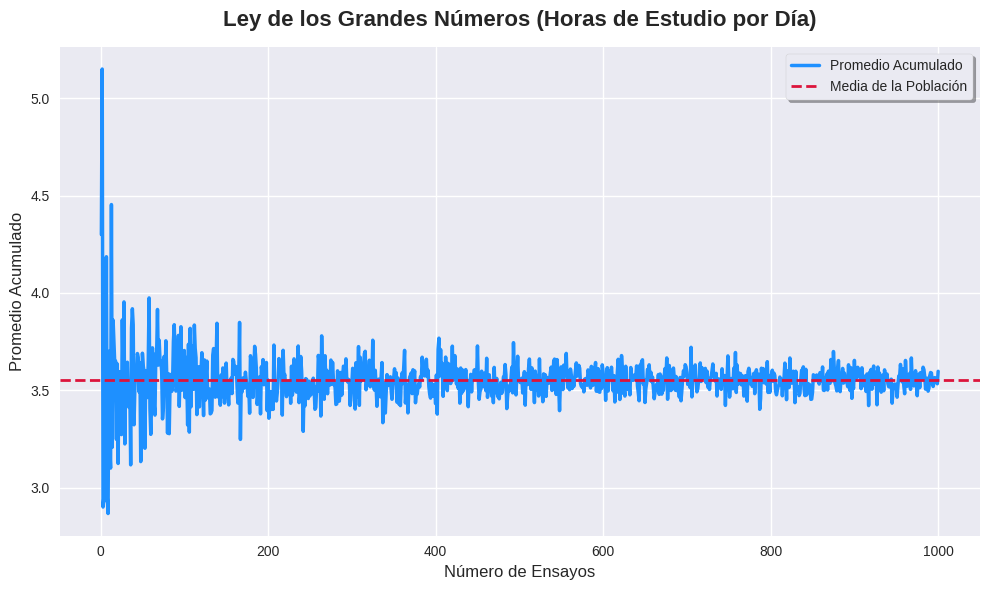 Ley de los Grandes Números (Horas de Estudio por Día)
Promedio Acumulado
Media de la Población
Promedio Acumulado
5.0
4.5
4.0
3.5
3.0
0 200 400 600 800 1000
Número de Ensayos